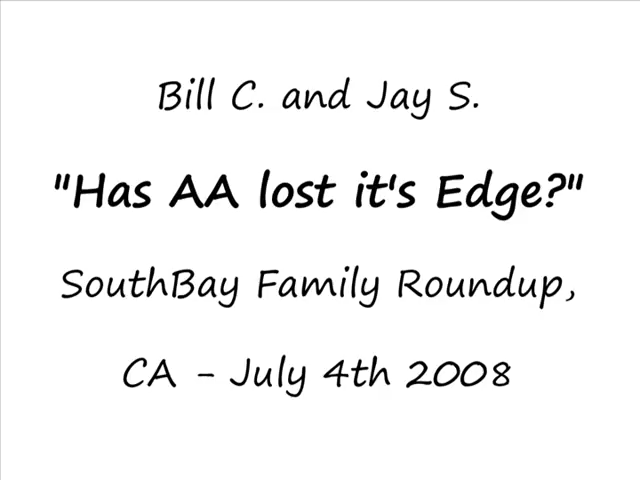 Bill C. and Jay S.
"Has AA lost it's Edge?"
SouthBay Family Roundup,
CA - July 4th 2008